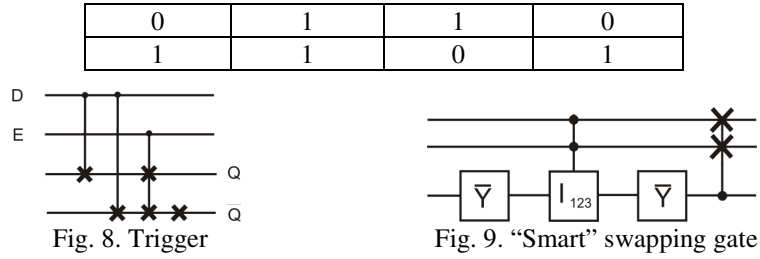 0 1 1 0
1 1 0 1
D
E
Q
Q̅
Y̅ I₁₂₃ Y̅
Fig. 8. Trigger
Fig. 9. “Smart” swapping gate